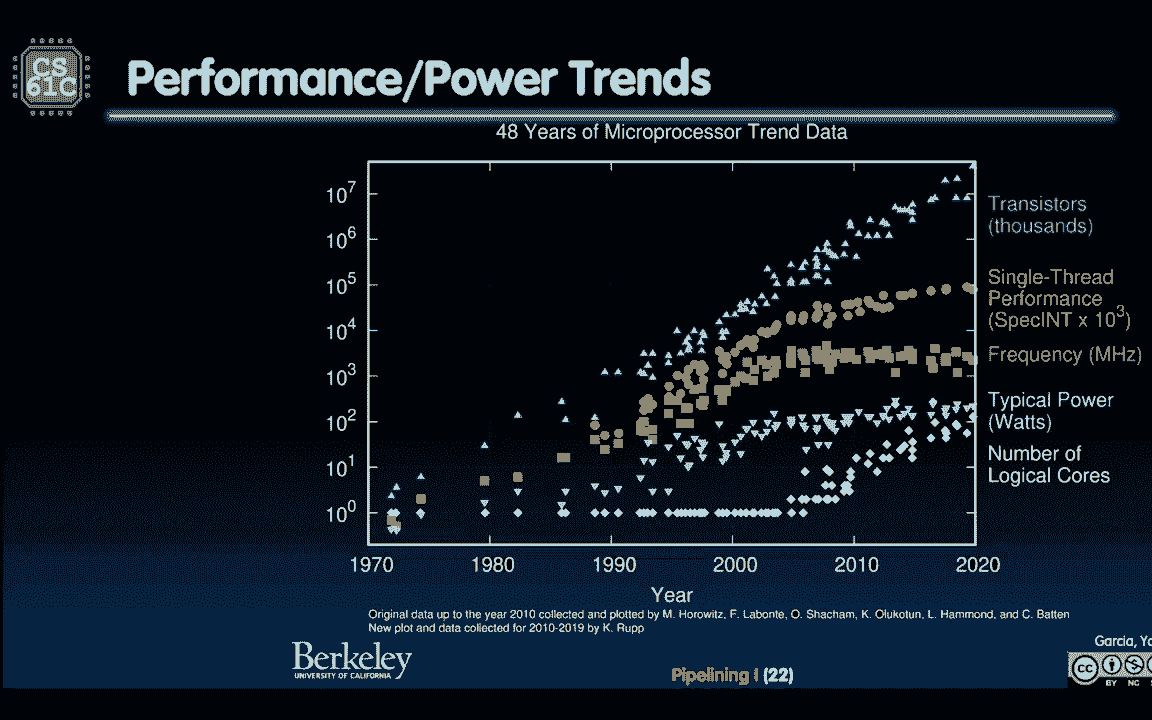 CS
61C
Performance/Power Trends
48 Years of Microprocessor Trend Data
10^7
10^6
10^5
10^4
10^3
10^2
10^1
10^0
Transistors
(thousands)
Single-Thread
Performance
(SpecINT x 10^3)
Frequency (MHz)
Typical Power
(Watts)
Number of
Logical Cores
1970 1980 1990 2000 2010 2020
Year
Original data up to the year 2010 collected and plotted by M. Horowitz, F. Labonte, O. Shacham, K. Olukotun, L. Hammond, and C. Batten
New plot and data collected for 2010-2019 by K. Rupp
Berkeley
UNIVERSITY OF CALIFORNIA
Pipelining I (22)
Garcia,
CC
BY NC